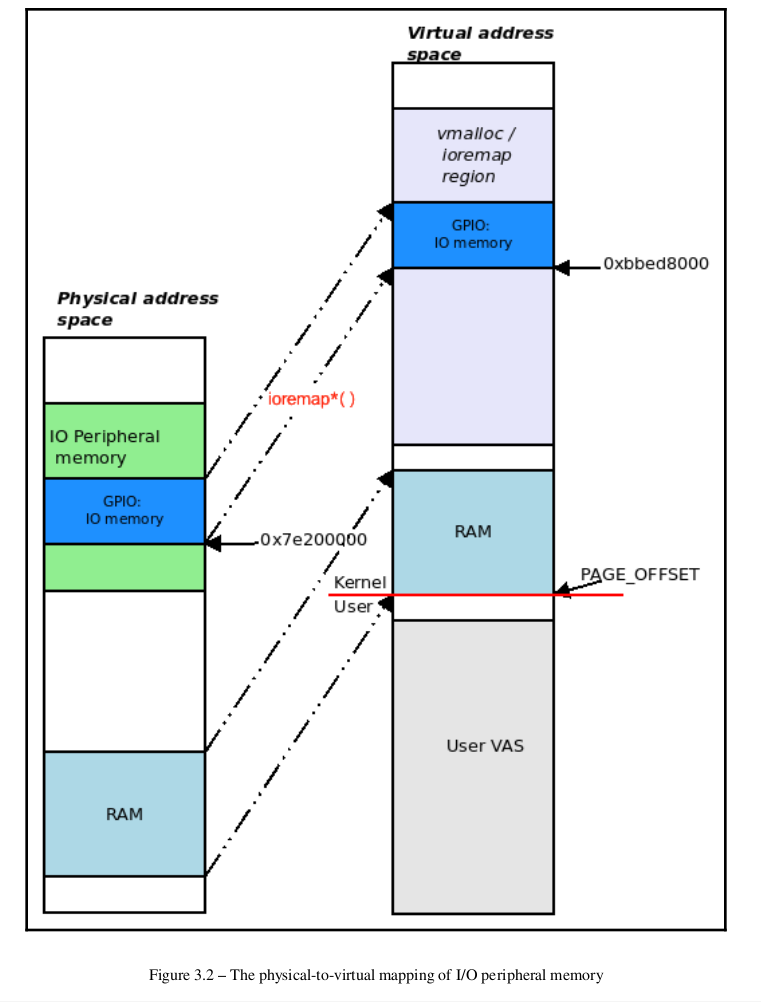 Virtual address
space
vmalloc /
ioremap
region
GPIO:
IO memory
0xbbed8000
Physical address
space
ioremap*( )
IO Peripheral
memory
GPIO:
IO memory
0x7e200000
RAM
PAGE_OFFSET
Kernel
User
User VAS
RAM
Figure 3.2 – The physical-to-virtual mapping of I/O peripheral memory